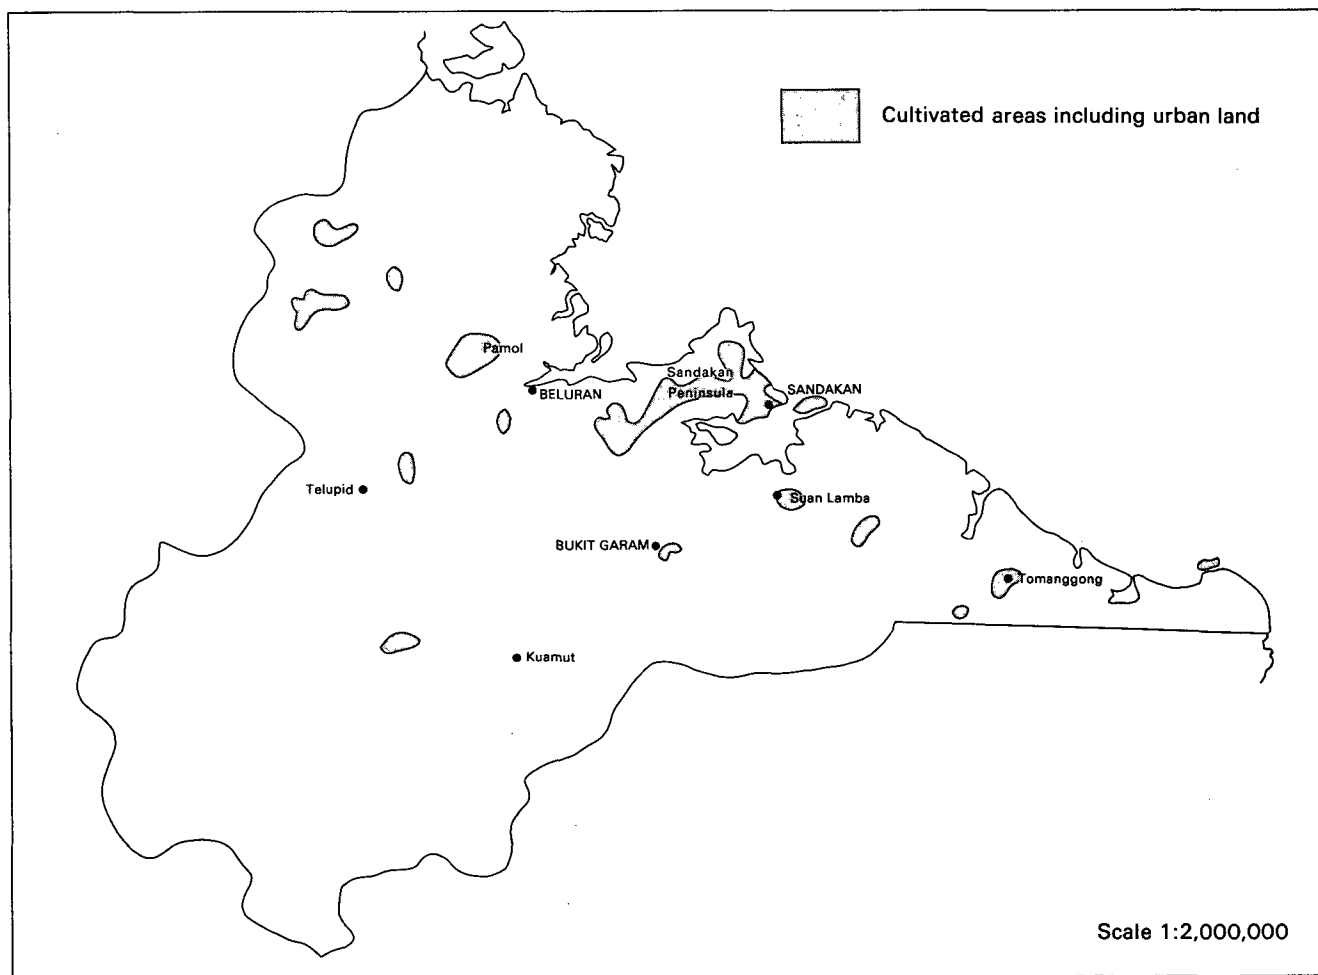 Cultivated areas including urban land
Pamol
Sandakan
Peninsula
BELURAN
SANDAKAN
Telupid
Sgan Lamba
BUKIT GARAM
Tomanggong
Kuamut
Scale 1:2,000,000